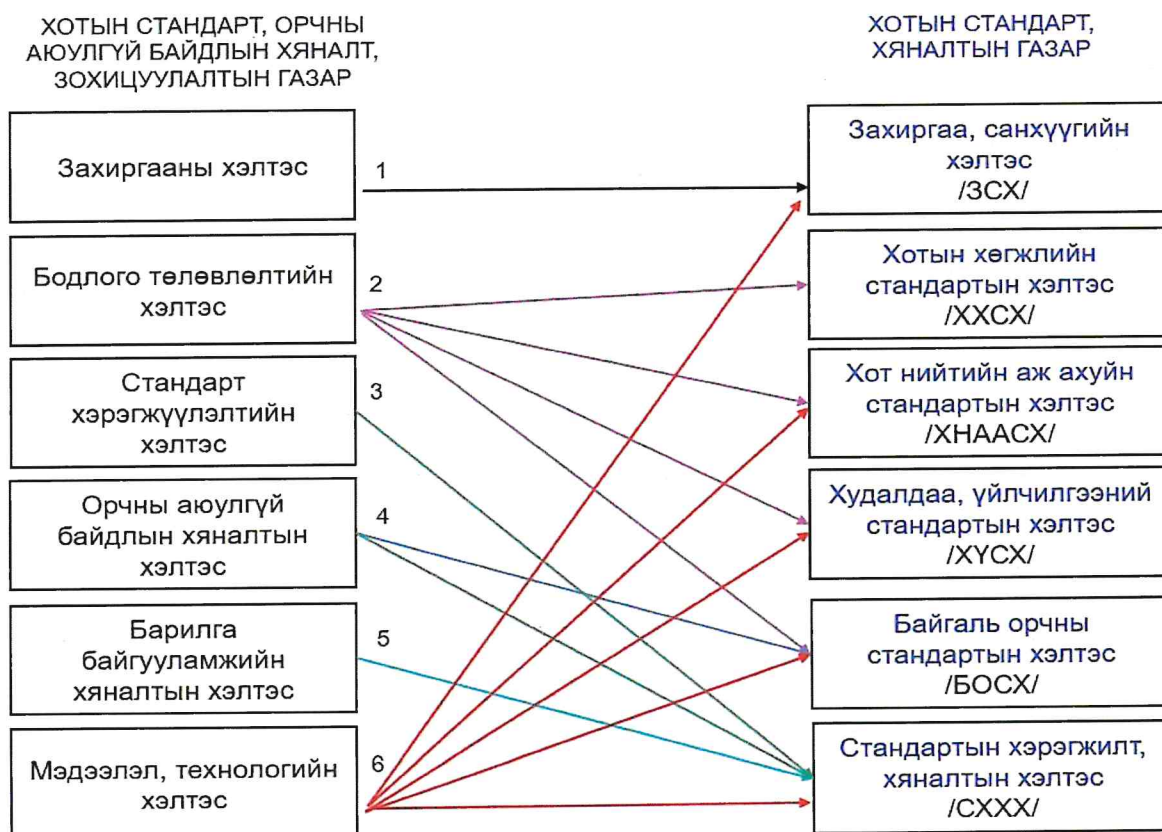 ХОТЫН СТАНДАРТ, ОРЧНЫ
АЮУЛГҮЙ БАЙДЛЫН ХЯНАЛТ,
ЗОХИЦУУЛАЛТЫН ГАЗАР
ХОТЫН СТАНДАРТ,
ХЯНАЛТЫН ГАЗАР
Захиргааны хэлтэс
1
Захиргаа, санхүүгийн
хэлтэс
/ЗСХ/
Бодлого төлөвлөлтийн
хэлтэс
2
Хотын хөгжлийн
стандартын хэлтэс
/ХХСХ/
Стандарт
хэрэгжүүлэлтийн
хэлтэс
3
Хот нийтийн аж ахуйн
стандартын хэлтэс
/ХНААСХ/
Орчны аюулгүй
байдлын хяналтын
хэлтэс
4
Худалдаа, үйлчилгээний
стандартын хэлтэс
/ХҮСХ/
Барилга
байгууламжийн
хяналтын хэлтэс
5
Байгаль орчны
стандартын хэлтэс
/БОСХ/
Мэдээлэл, технологийн
хэлтэс
6
Стандартын хэрэгжилт,
хяналтын хэлтэс
/СХХХ/